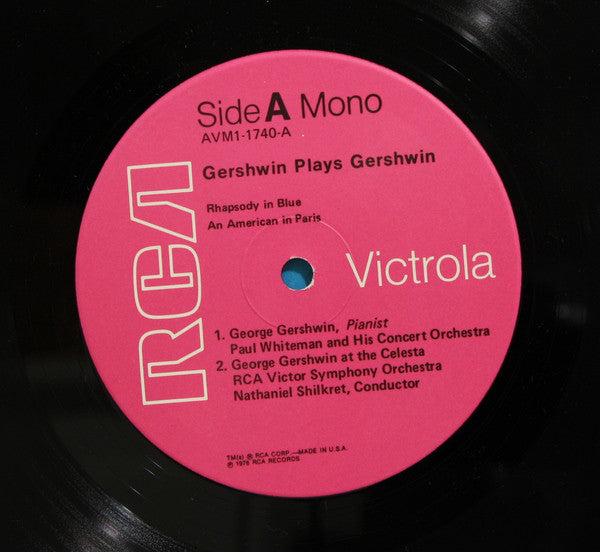 Side A Mono
AVM1-1740-A
Gershwin Plays Gershwin
Rhapsody in Blue
An American in Paris
RCA
Victrola
1. George Gershwin, Pianist
Paul Whiteman and His Concert Orchestra
2. George Gershwin at the Celesta
RCA Victor Symphony Orchestra
Nathaniel Shilkret, Conductor
TM(s) ® RCA CORP.—MADE IN U.S.A.
℗ 1976 RCA RECORDS